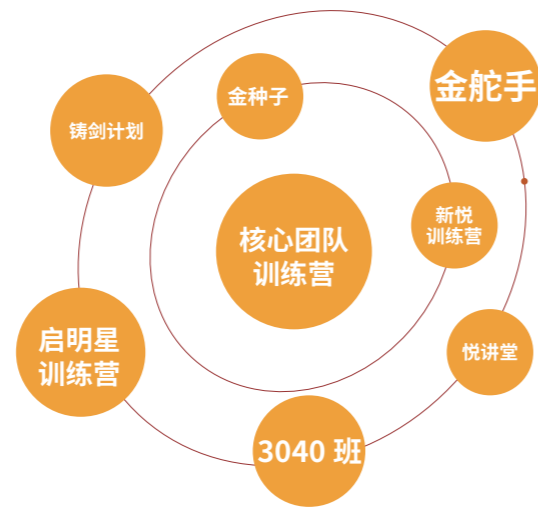 金舵手
金种子
铸剑计划
新悦
训练营
核心团队
训练营
启明星
训练营
悦讲堂
3040 班